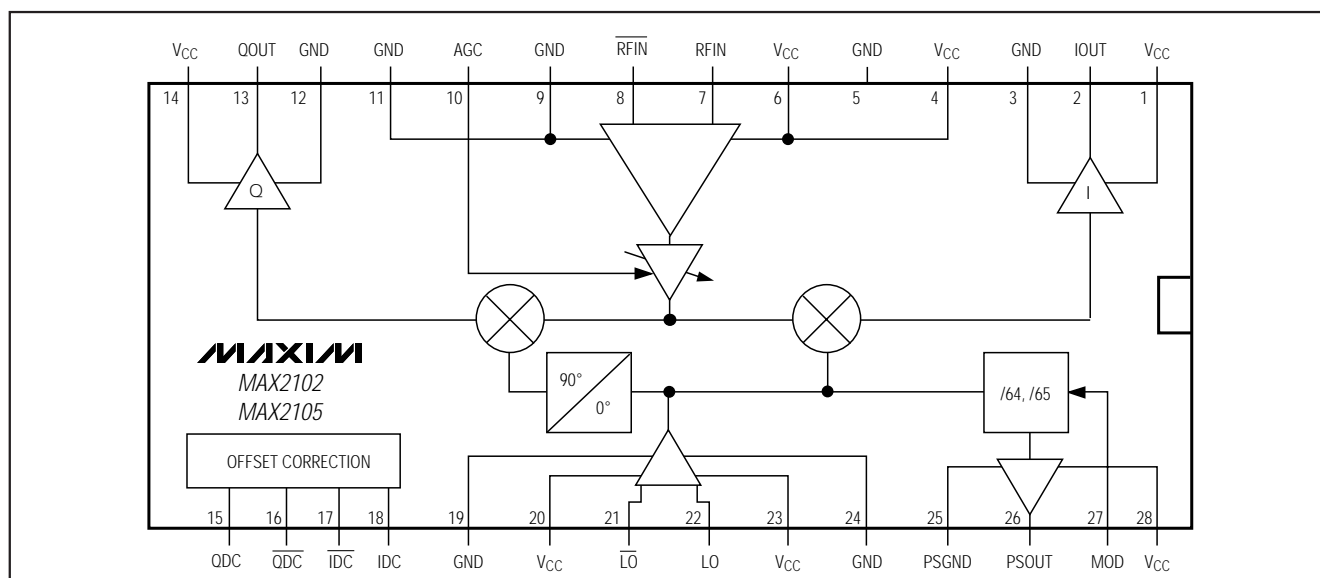 VCC QOUT GND GND AGC GND RFIN RFIN VCC GND VCC GND IOUT VCC
14 13 12 11 10 9 8 7 6 5 4 3 2 1
Q
I
MAXIM
MAX2102
MAX2105
90°
0°
/64, /65
OFFSET CORRECTION
15 16 17 18 19 20 21 22 23 24 25 26 27 28
QDC QDC IDC IDC GND VCC LO LO VCC GND PSGND PSOUT MOD VCC